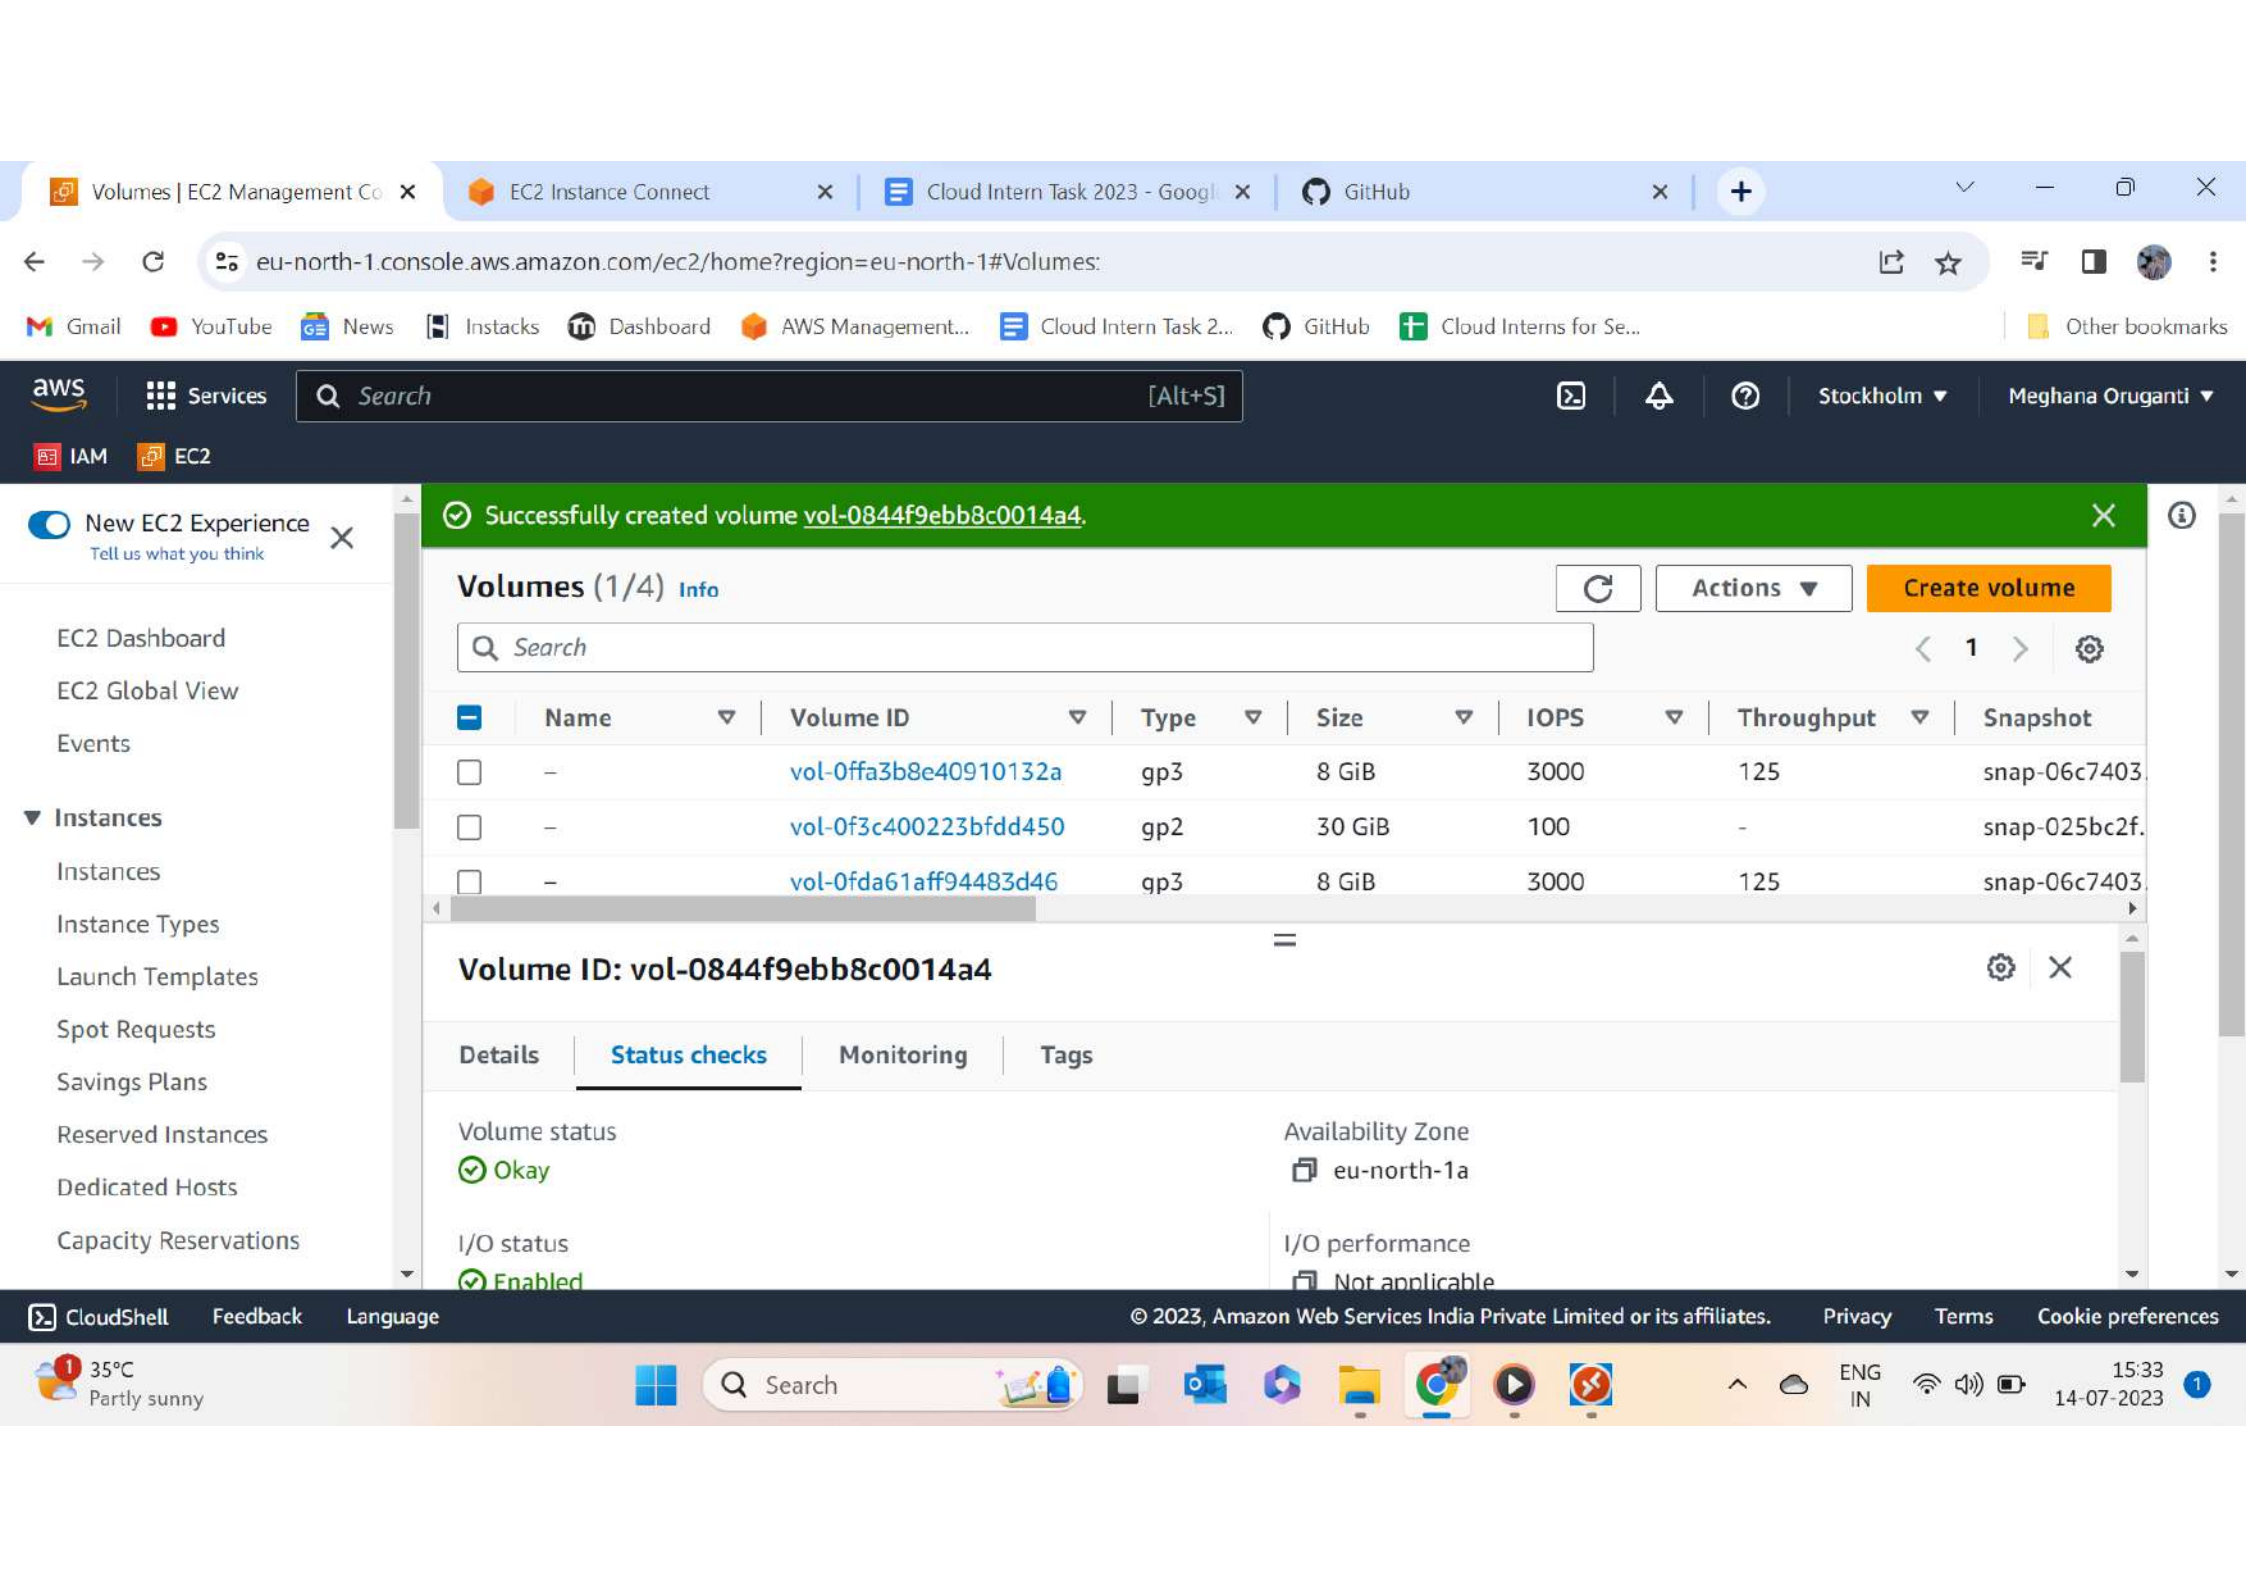 Volumes | EC2 Management Co
EC2 Instance Connect
Cloud Intern Task 2023 - Googl
GitHub
eu-north-1.console.aws.amazon.com/ec2/home?region=eu-north-1#Volumes:
Gmail YouTube News Instacks Dashboard AWS Management... Cloud Intern Task 2... GitHub Cloud Interns for Se... Other bookmarks
aws Services Search [Alt+S] Stockholm Meghana Oruganti
IAM EC2
New EC2 Experience
Tell us what you think
EC2 Dashboard
EC2 Global View
Events
Instances
Instances
Instance Types
Launch Templates
Spot Requests
Savings Plans
Reserved Instances
Dedicated Hosts
Capacity Reservations
Successfully created volume vol-0844f9ebb8c0014a4.
Volumes (1/4) Info
Actions
Create volume
Search
1
Name Volume ID Type Size IOPS Throughput Snapshot
– vol-0ffa3b8e40910132a gp3 8 GiB 3000 125 snap-06c7403.
– vol-0f3c400223bfdd450 gp2 30 GiB 100 - snap-025bc2f.
– vol-0fda61aff94483d46 gp3 8 GiB 3000 125 snap-06c7403.
Volume ID: vol-0844f9ebb8c0014a4
Details Status checks Monitoring Tags
Volume status
Okay
Availability Zone
eu-north-1a
I/O status
Enabled
I/O performance
Not applicable
CloudShell Feedback Language © 2023, Amazon Web Services India Private Limited or its affiliates. Privacy Terms Cookie preferences
1
35°C
Partly sunny
Search
ENG
IN
15:33
14-07-2023
1